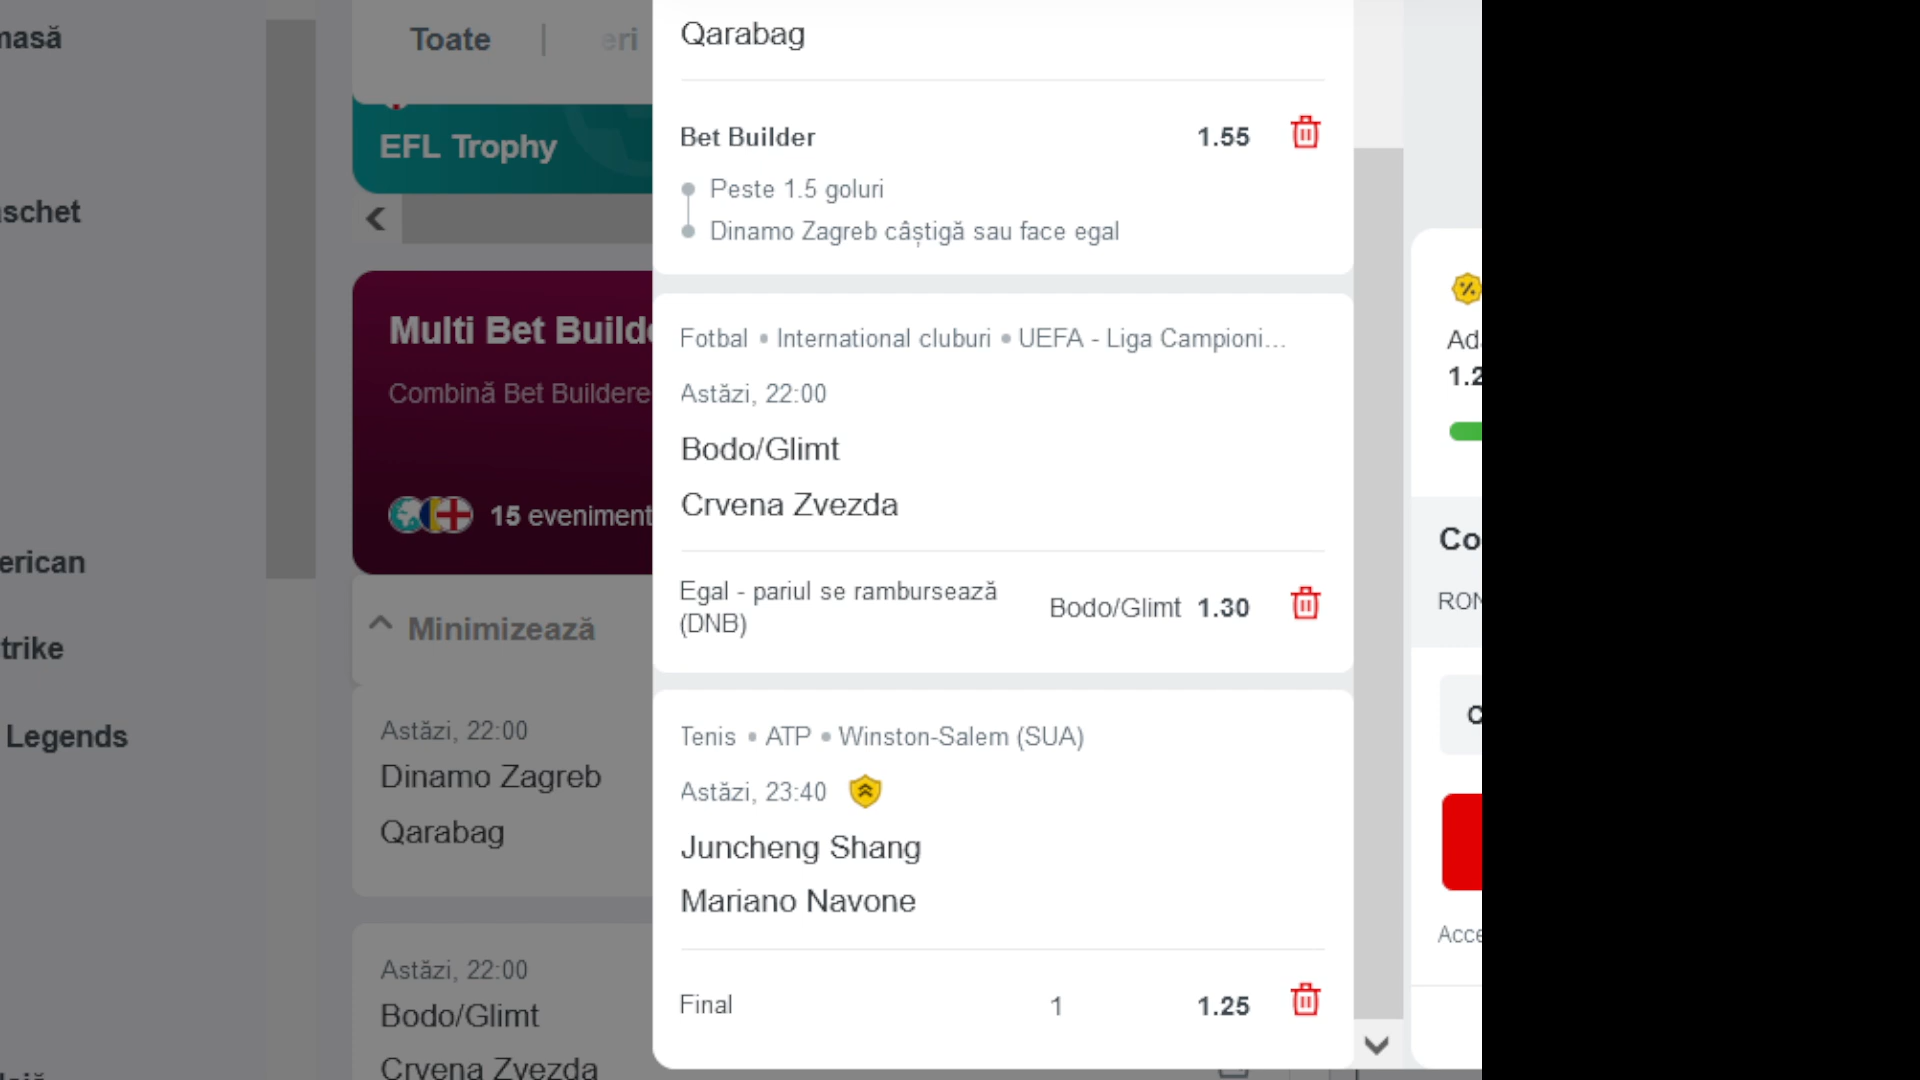 masă
schet
erican
trike
Legends
Toate
eri
EFL Trophy
Multi Bet Builde
Combină Bet Buildere
15 eveniment
Minimizează
Astăzi, 22:00
Dinamo Zagreb
Qarabag
Astăzi, 22:00
Bodo/Glimt
Crvena Zvezda
Qarabag
Bet Builder 1.55
Peste 1.5 goluri
Dinamo Zagreb câștigă sau face egal
Fotbal • International cluburi • UEFA - Liga Campioni...
Astăzi, 22:00
Bodo/Glimt
Crvena Zvezda
Egal - pariul se rambursează
(DNB)
Bodo/Glimt 1.30
Tenis • ATP • Winston-Salem (SUA)
Astăzi, 23:40
Juncheng Shang
Mariano Navone
Final 1 1.25
Ad
1.2
Co
RON
C
Acce